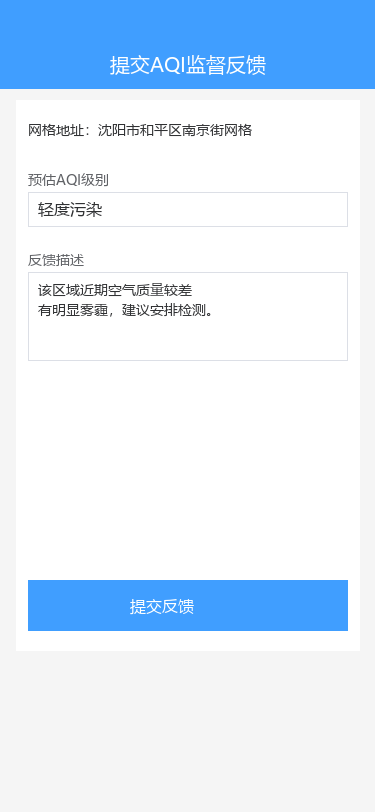 提交AQI监督反馈
网格地址：沈阳市和平区南京街网格
预估AQI级别
轻度污染
反馈描述
该区域近期空气质量较差
有明显雾霾，建议安排检测。
提交反馈